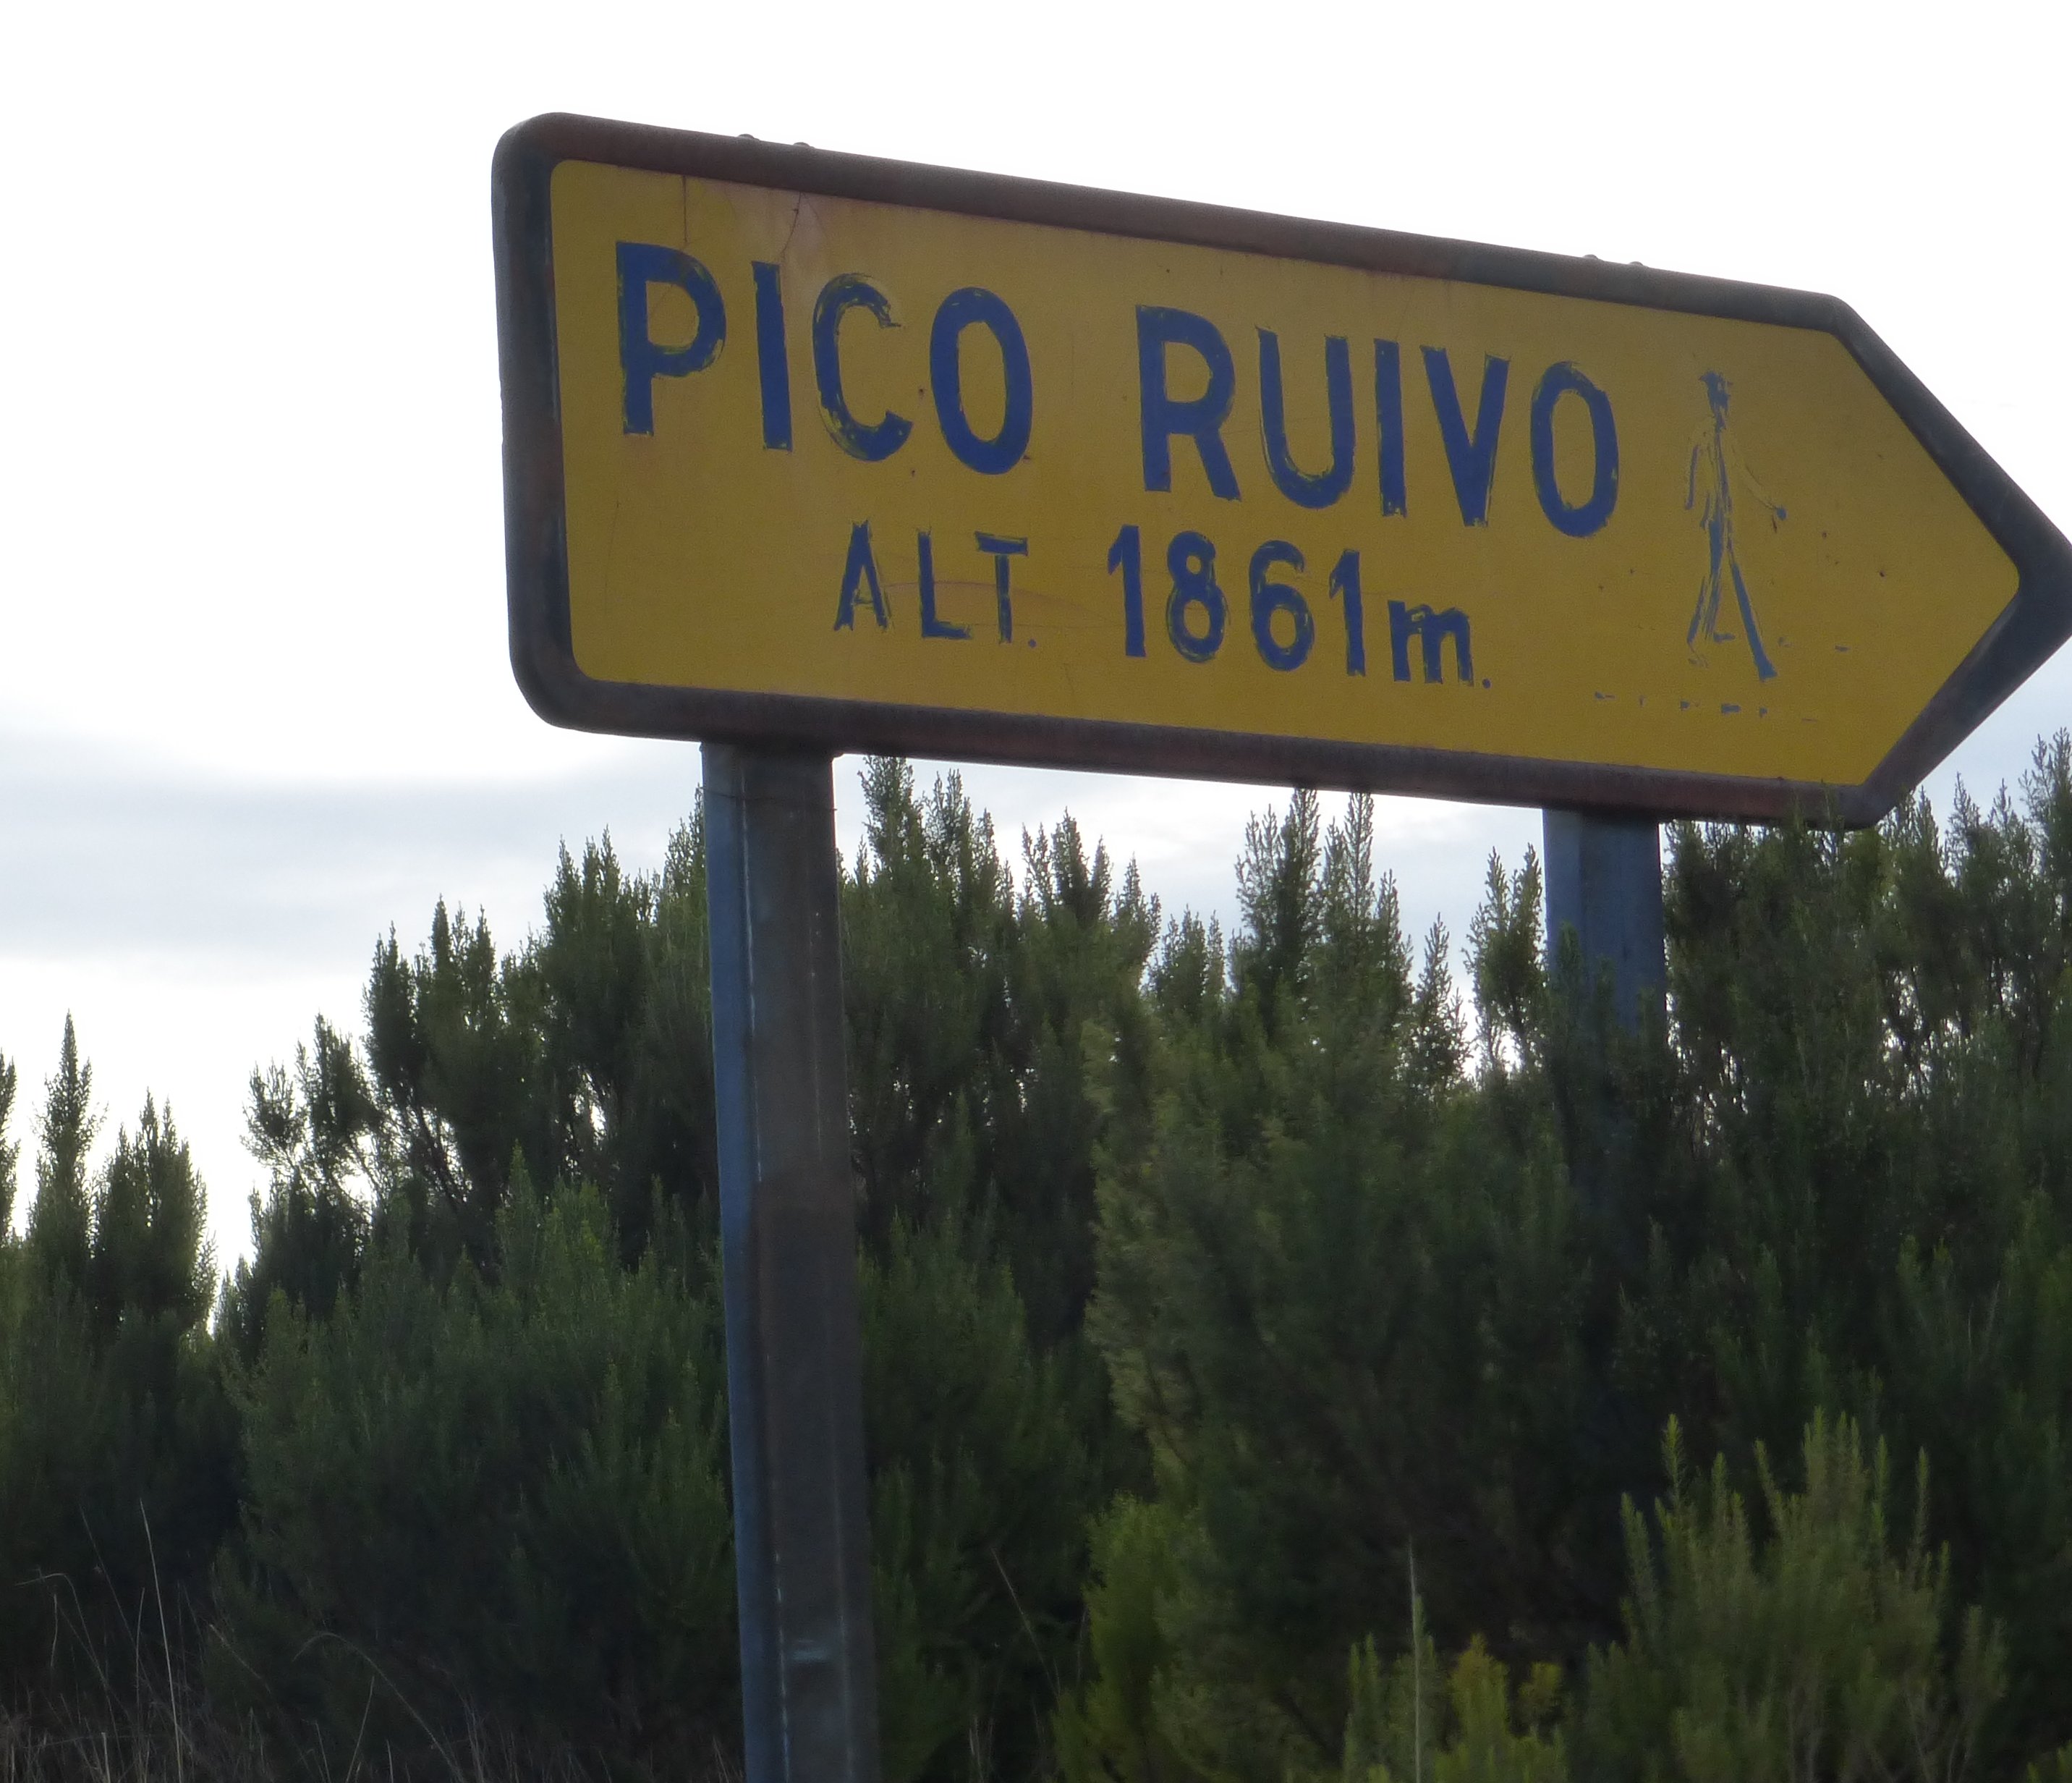 PICO RUIVO
ALT. 1861m.